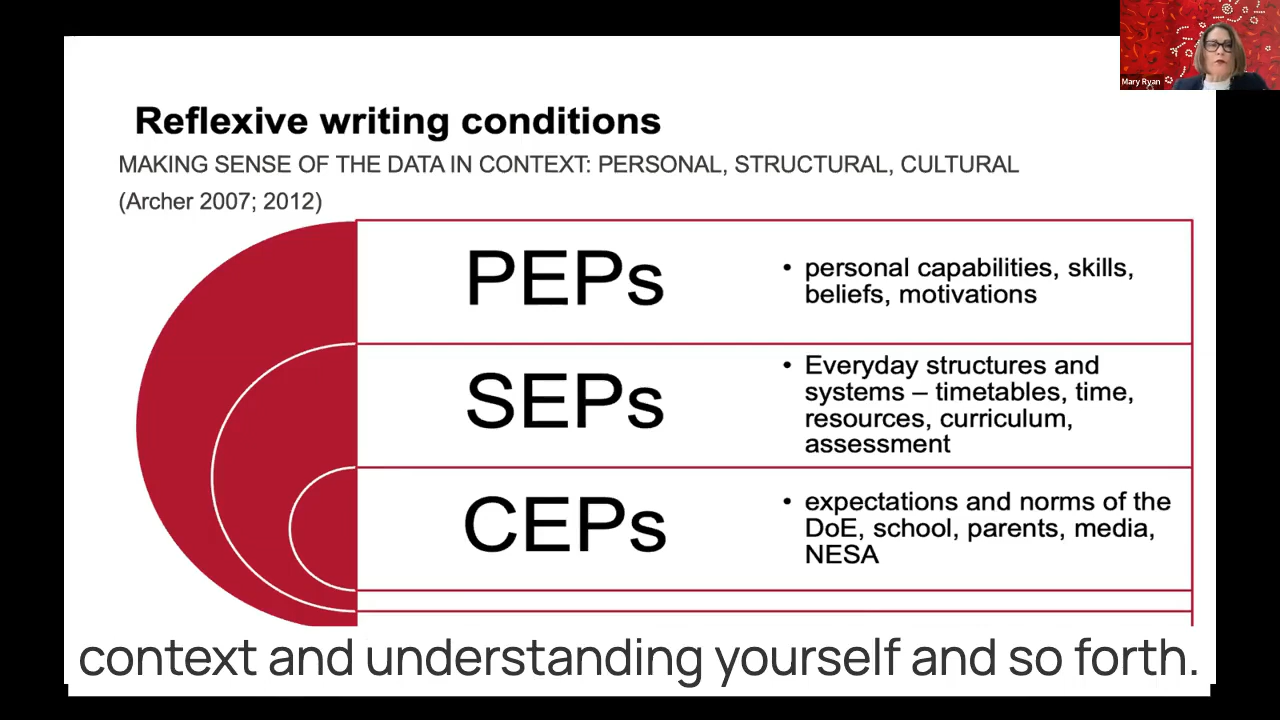 Mary Ryan
Reflexive writing conditions
MAKING SENSE OF THE DATA IN CONTEXT: PERSONAL, STRUCTURAL, CULTURAL
(Archer 2007; 2012)
PEPs
• personal capabilities, skills,
beliefs, motivations
SEPs
• Everyday structures and
systems – timetables, time,
resources, curriculum,
assessment
CEPs
• expectations and norms of the
DoE, school, parents, media,
NESA
context and understanding yourself and so forth.